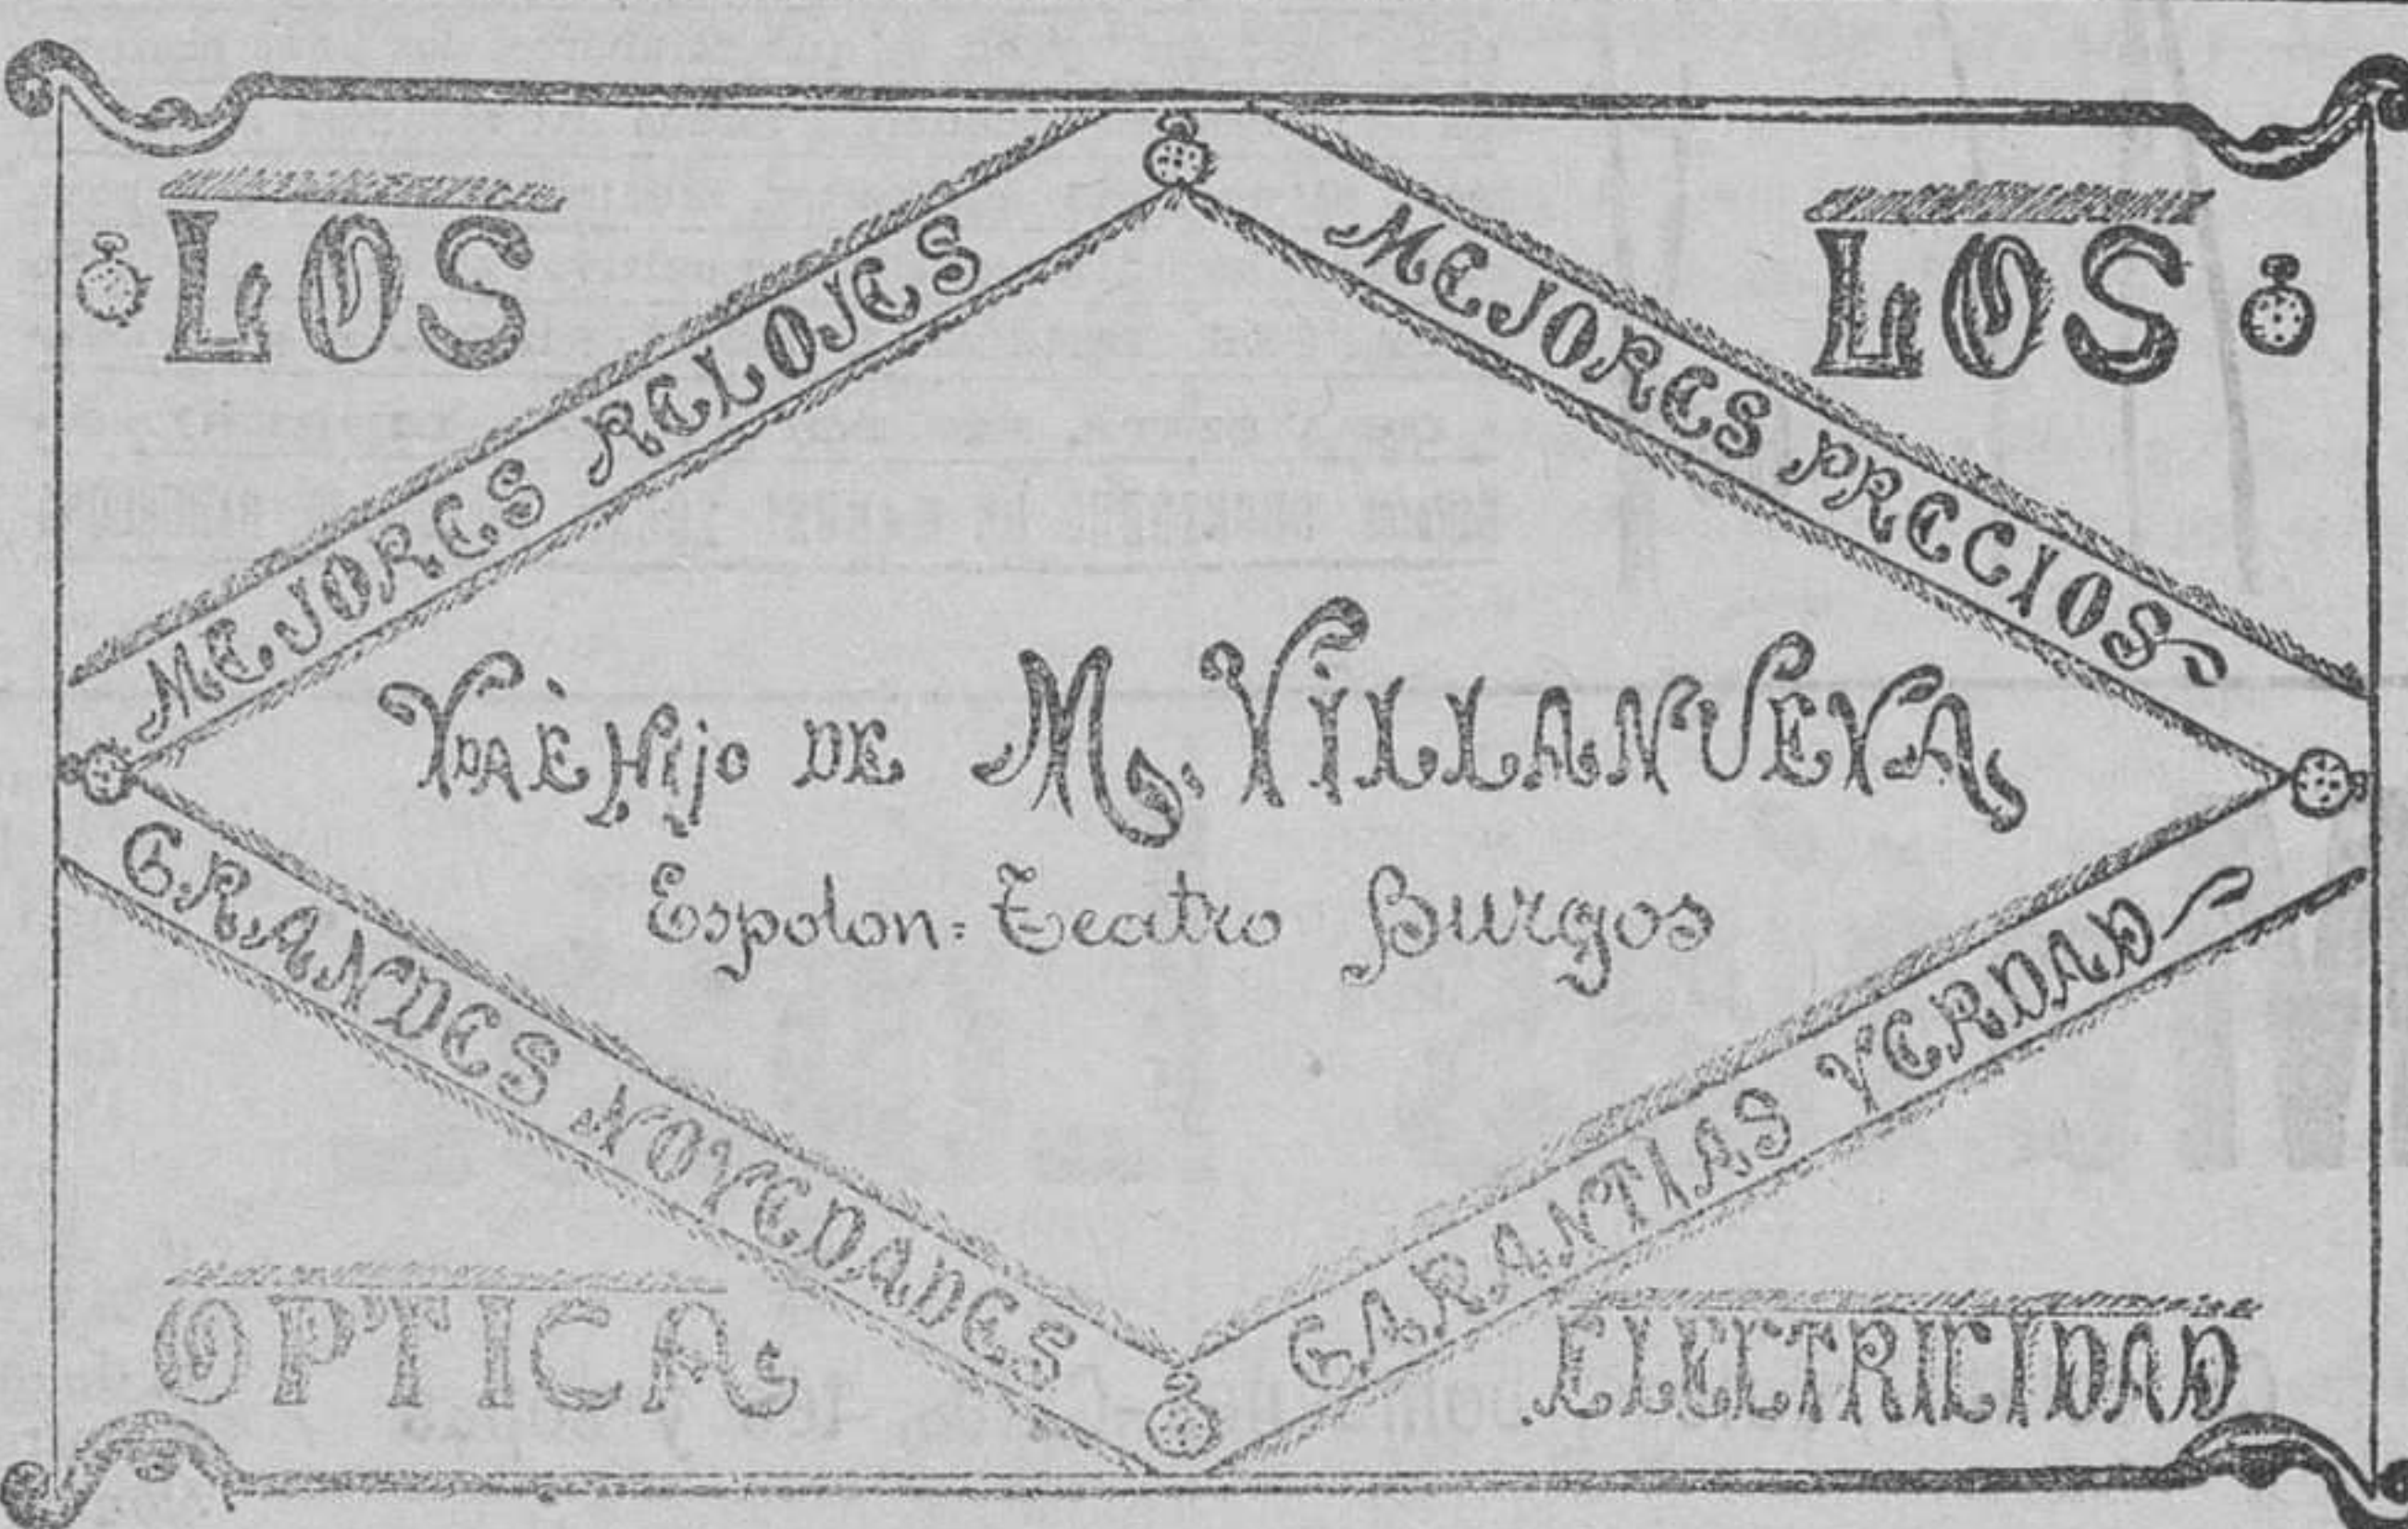 LOS
MEJORES RELOJES
LOS
MEJORES PRECIOS
VDA È Hijo DE M. VILLANUEVA
Espolon = Teatro Burgos
GRANDES NOVEDADES
GARANTIAS VERDAD
OPTICA
ELECTRICIDAD